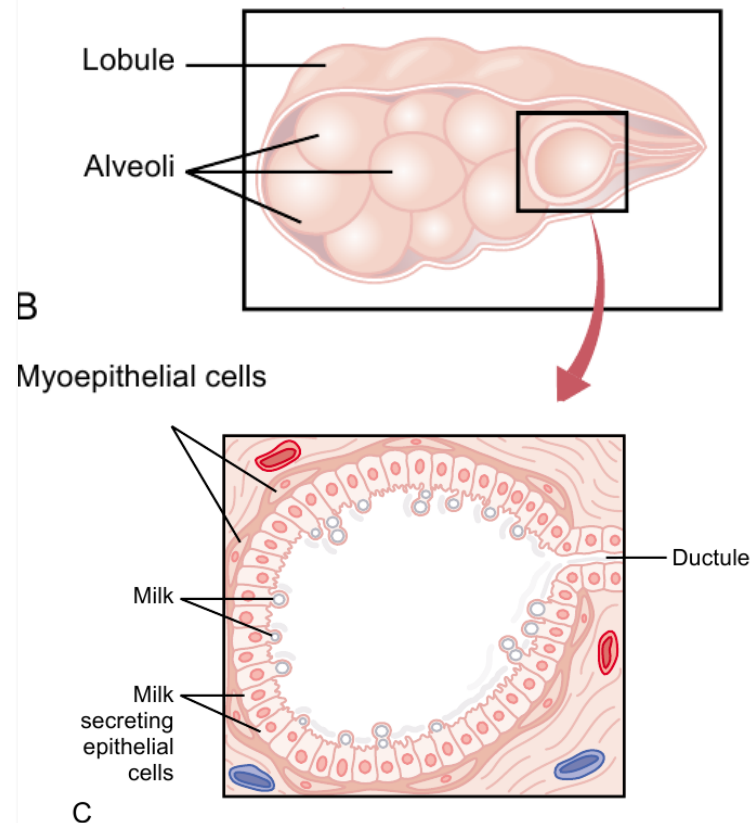 Lobule
Alveoli
B
Myoepithelial cells
Ductule
Milk
Milk
secreting
epithelial
cells
C